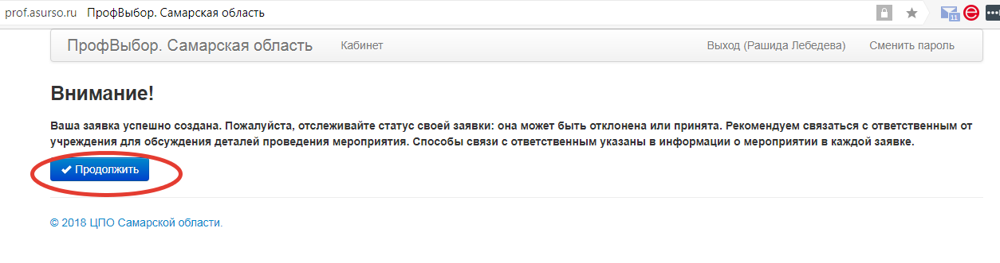 prof.asurso.ru ПрофВыбор. Самарская область
11
ПрофВыбор. Самарская область Кабинет Выход (Рашида Лебедева) Сменить пароль
Внимание!
Ваша заявка успешно создана. Пожалуйста, отслеживайте статус своей заявки: она может быть отклонена или принята. Рекомендуем связаться с ответственным от
учреждения для обсуждения деталей проведения мероприятия. Способы связи с ответственным указаны в информации о мероприятии в каждой заявке.
Продолжить
© 2018 ЦПО Самарской области.